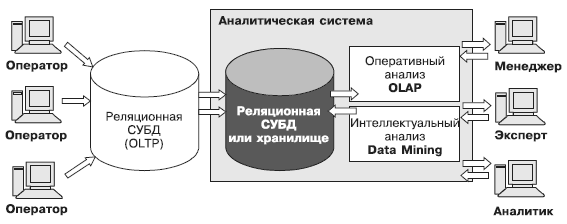 Аналитическая система
Оператор
Оператор
Оператор
Реляционная
СУБД
(OLTP)
Реляционная
СУБД
или хранилище
Оперативный
анализ
OLAP
Интеллектуальный
анализ
Data Mining
Менеджер
Эксперт
Аналитик